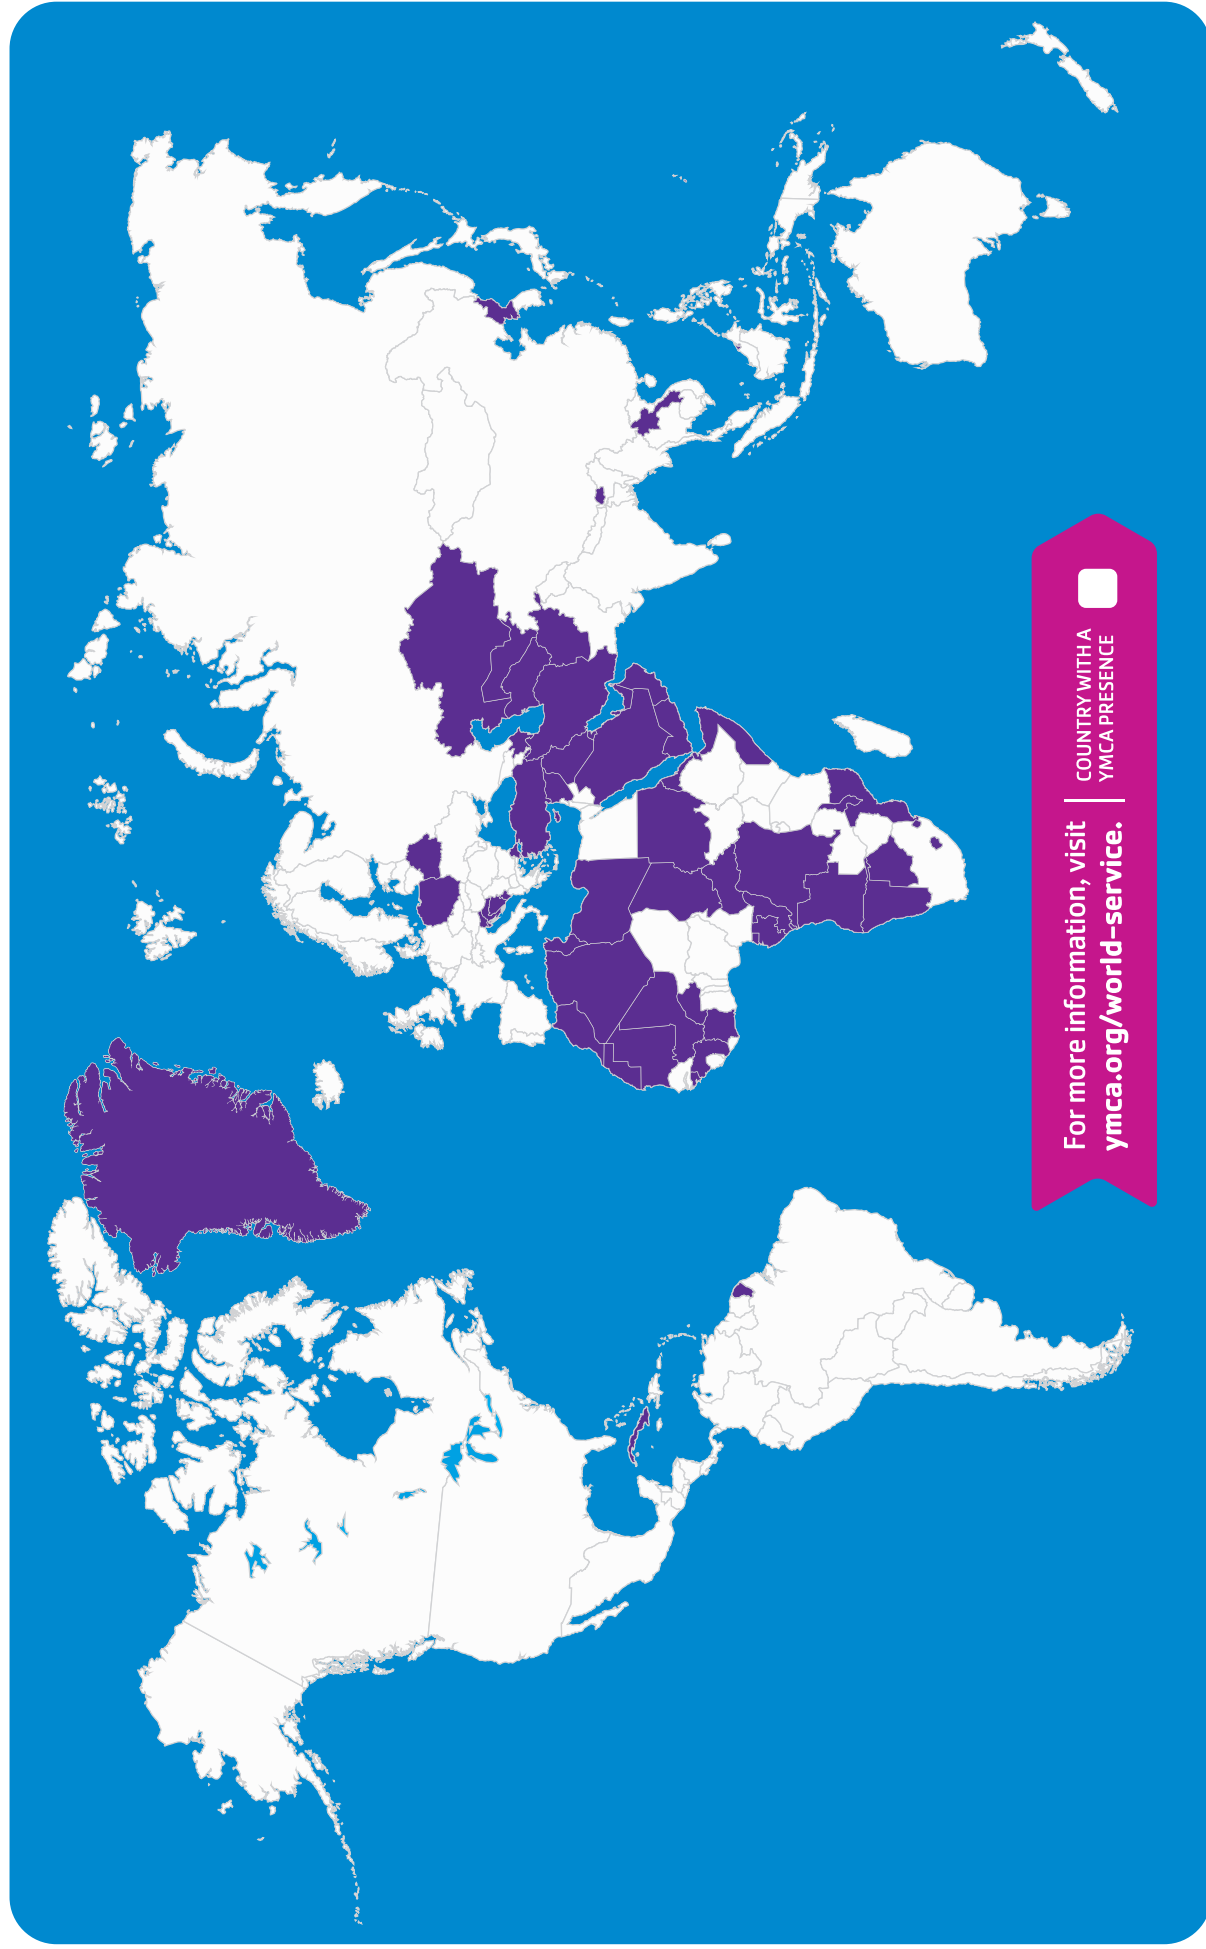 For more information, visit
ymca.org/world-service.
COUNTRY WITH A
YMCA PRESENCE